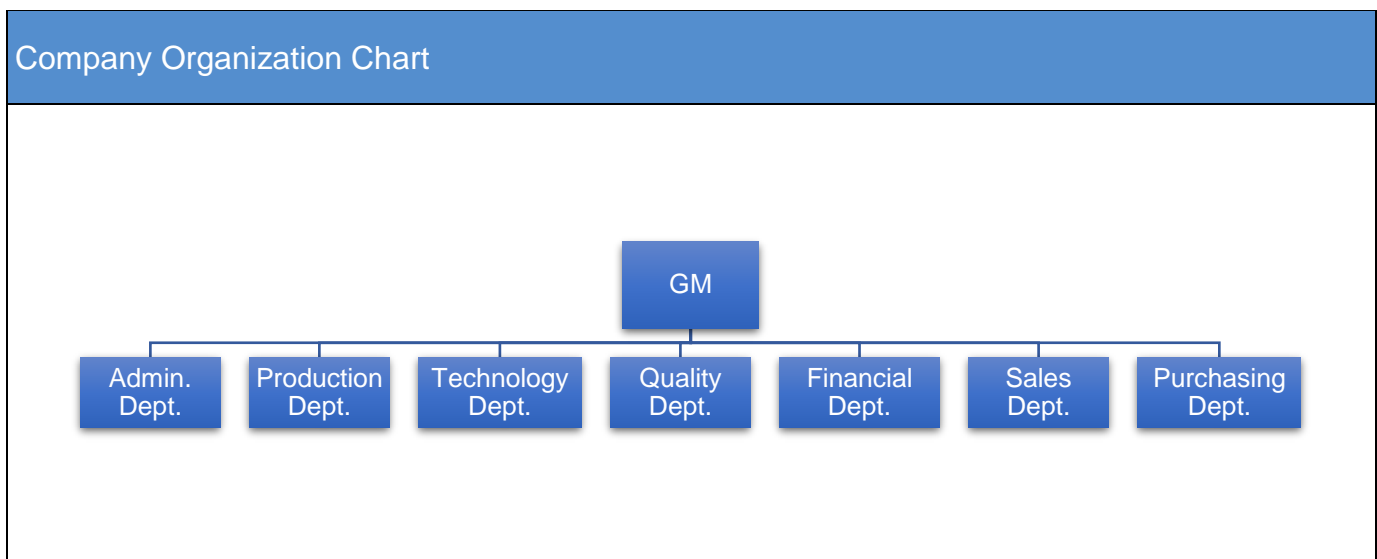 Company Organization Chart
GM
Admin.
Dept.
Production
Dept.
Technology
Dept.
Quality
Dept.
Financial
Dept.
Sales
Dept.
Purchasing
Dept.